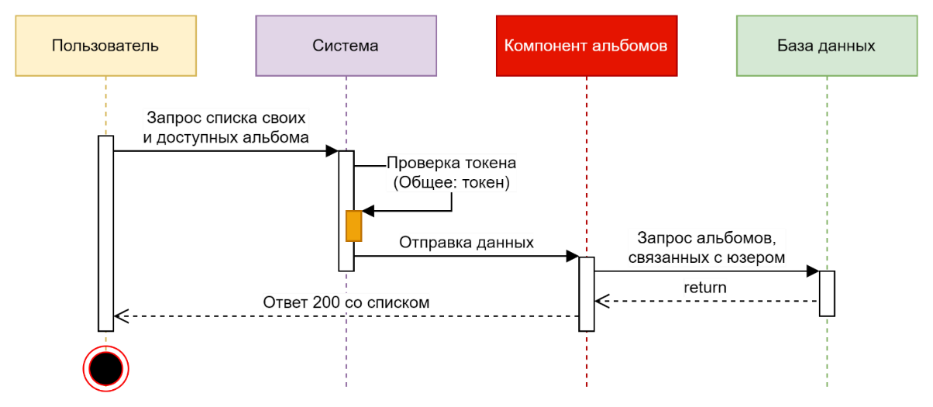 Пользователь
Система
Компонент альбомов
База данных
Запрос списка своих
и доступных альбома
Проверка токена
(Общее: токен)
Отправка данных
Запрос альбомов,
связанных с юзером
return
Ответ 200 со списком